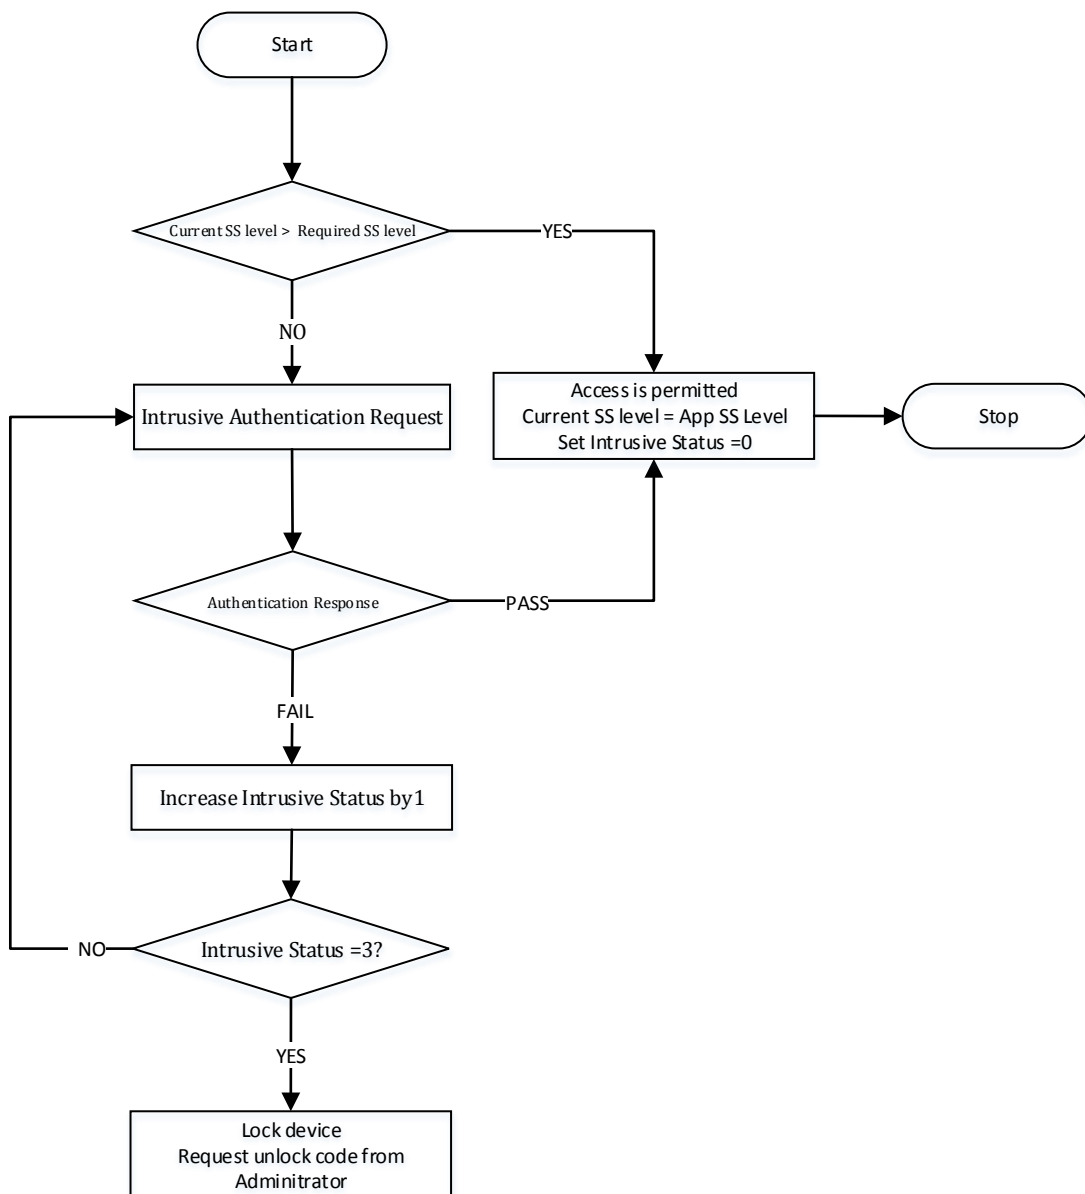 Start
Current SS level > Required SS level
YES
NO
Intrusive Authentication Request
Access is permitted
Current SS level = App SS Level
Set Intrusive Status =0
Stop
Authentication Response
PASS
FAIL
Increase Intrusive Status by 1
Intrusive Status =3?
NO
YES
Lock device
Request unlock code from
Adminitrator